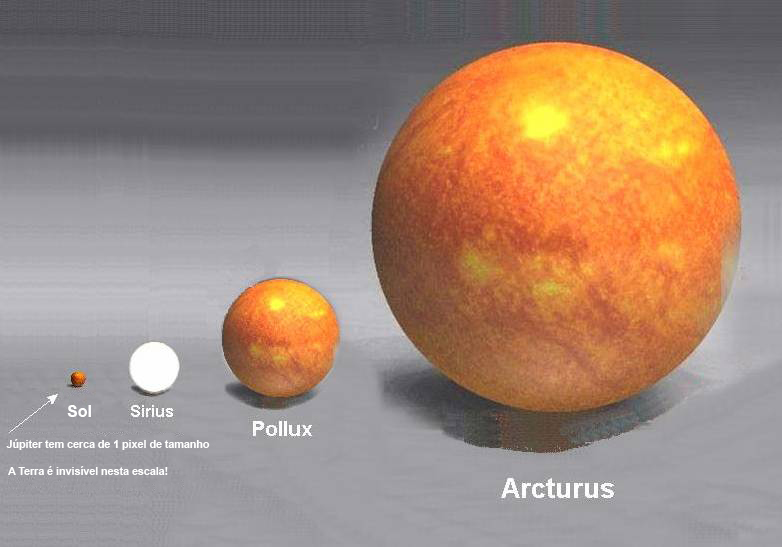 Sol
Sirius
Pollux
Arcturus
Júpiter tem cerca de 1 pixel de tamanho
A Terra é invisível nesta escala!